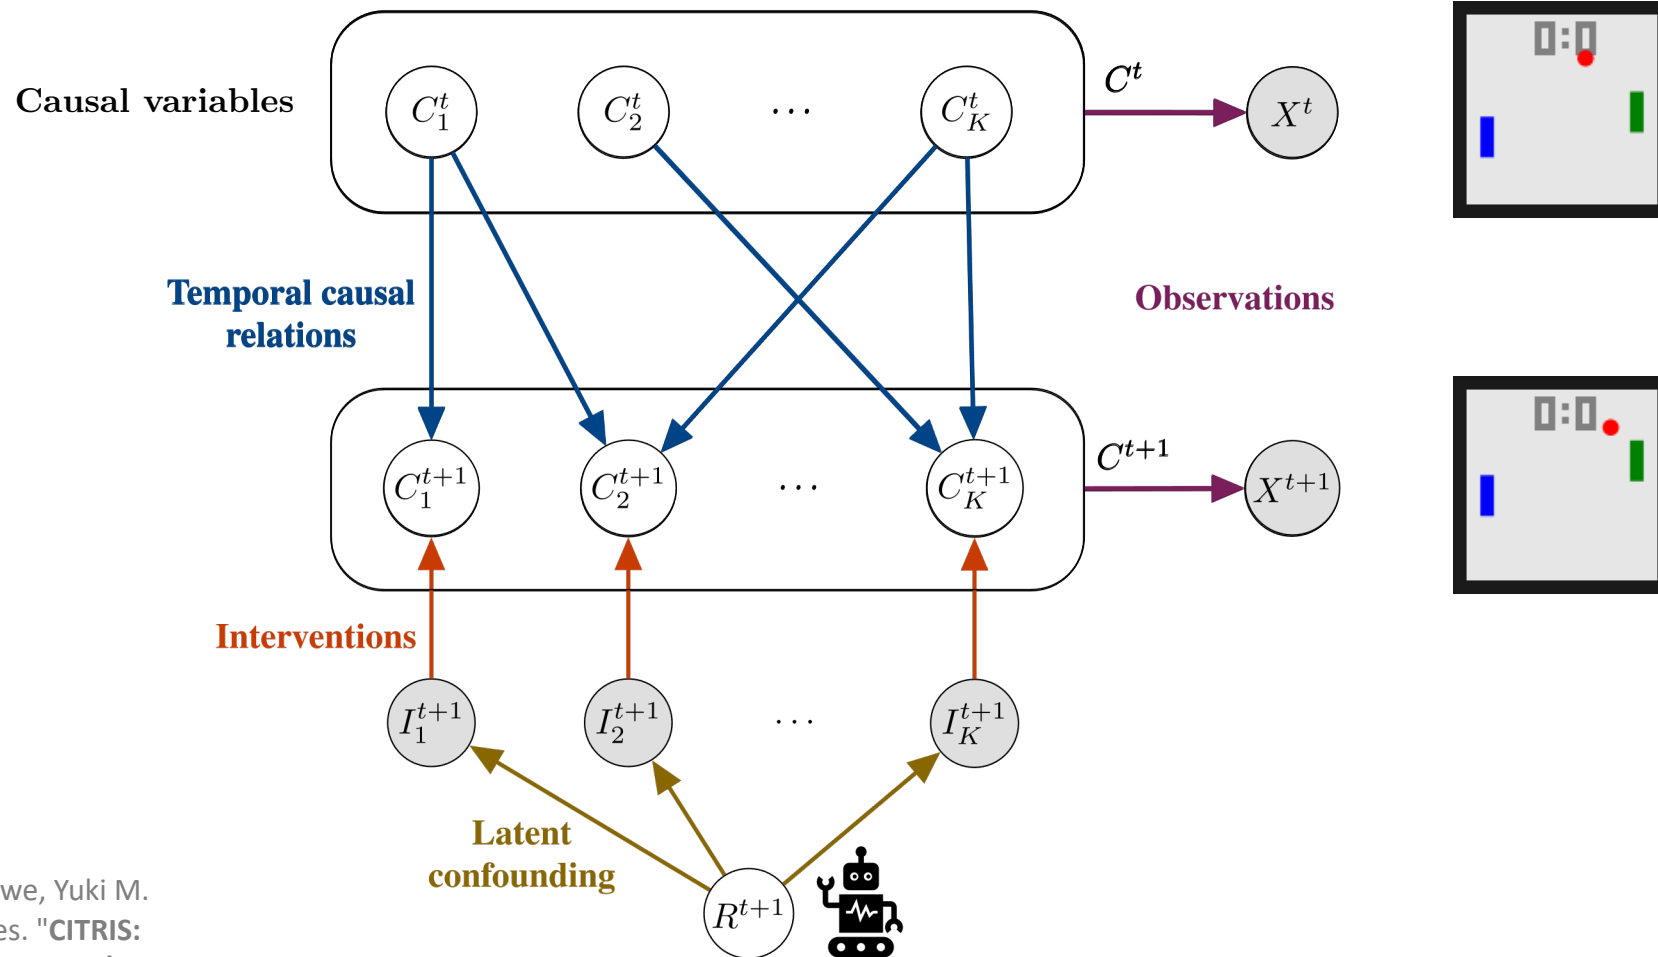 Causal variables
C_1^t
C_2^t
...
C_K^t
C^t
X^t
0:0
Temporal causal
relations
Observations
C_1^{t+1}
C_2^{t+1}
...
C_K^{t+1}
C^{t+1}
X^{t+1}
0:0
Interventions
I_1^{t+1}
I_2^{t+1}
...
I_K^{t+1}
Latent
confounding
R^{t+1}
we, Yuki M.
es. "CITRIS: